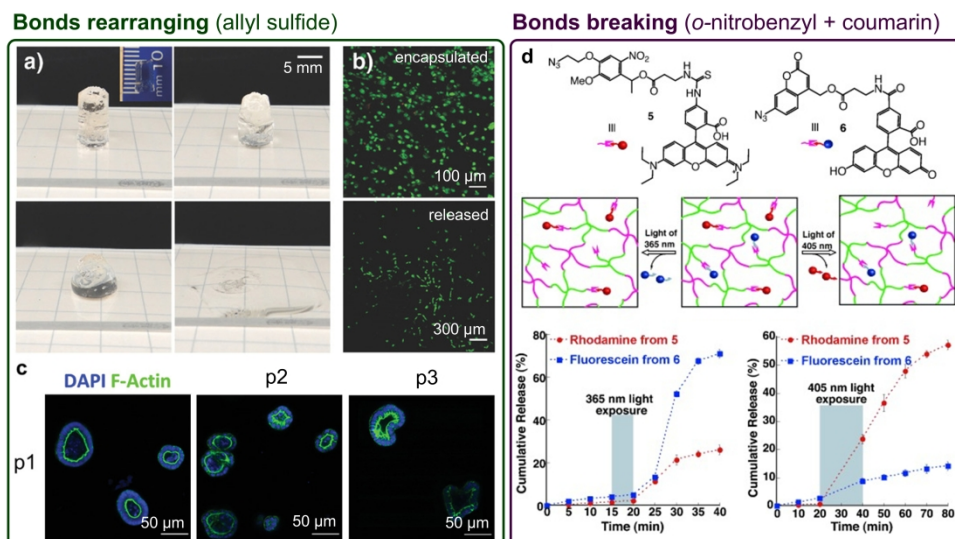 Bonds rearranging (allyl sulfide)
a)
5 mm
b)
encapsulated
100 µm
released
300 µm
c
DAPI F-Actin
p1
p2
p3
50 µm
50 µm
50 µm
Bonds breaking (o-nitrobenzyl + coumarin)
d
N3
O
NO2
MeO
O
O
H
N
S
NH
O
OH
N
O
N
5
O
O
O
O
H
N
O
N3
O
OH
HO
O
O
6
Light of
365 nm
Light of
405 nm
Cumulative Release (%)
80
70
60
50
40
20
0
Rhodamine from 5
Fluorescein from 6
365 nm light
exposure
0 5 10 15 20 25 30 35 40
Time (min)
Cumulative Release (%)
60
50
40
30
20
10
0
Rhodamine from 5
Fluorescein from 6
405 nm light
exposure
0 10 20 30 40 50 60 70 80
Time (min)